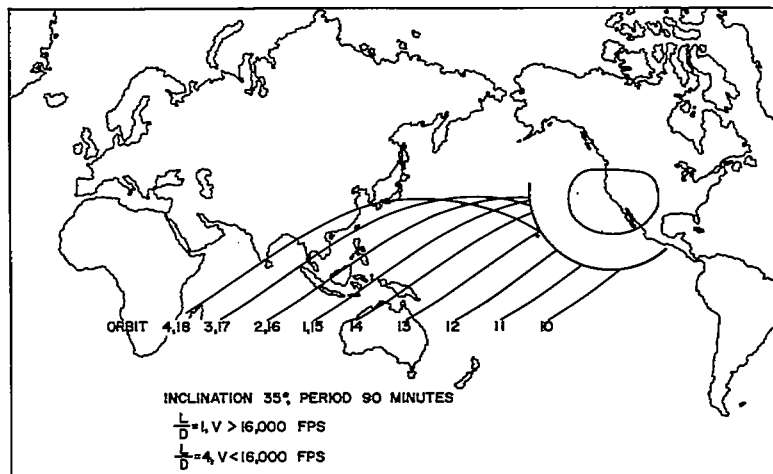 ORBIT 4,18 3,17 2,16 1,15 14 13 12 11 10
INCLINATION 35°, PERIOD 90 MINUTES
L/D=1, V > 16,000 FPS
L/D=4, V < 16,000 FPS